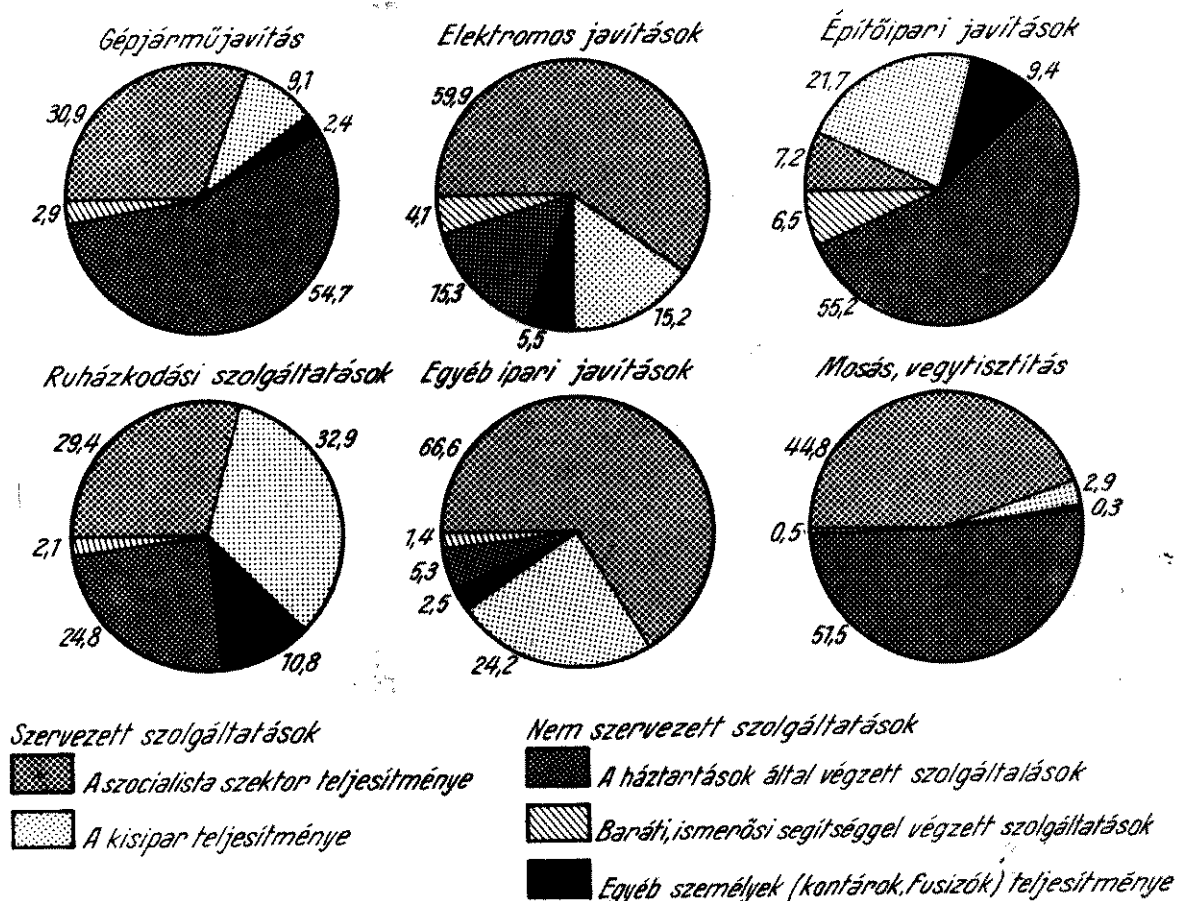 Gépjárműjavítás
30,9
9,1
2,4
2,9
54,7
Elektromos javítások
59,9
4,1
15,3
5,5
15,2
Építőipari javítások
21,7
9,4
7,2
6,5
55,2
Ruházkodási szolgáltatások
29,4
32,9
2,1
24,8
10,8
Egyéb ipari javítások
66,6
1,4
5,3
2,5
24,2
Mosás, vegytisztítás
44,8
2,9
0,3
0,5
51,5
Szervezett szolgáltatások
A szocialista szektor teljesítménye
A kisipar teljesítménye
Nem szervezett szolgáltatások
A háztartások által végzett szolgáltatások
Baráti, ismerősi segítséggel végzett szolgáltatások
Egyéb személyek (kontárok, fusizók) teljesítménye